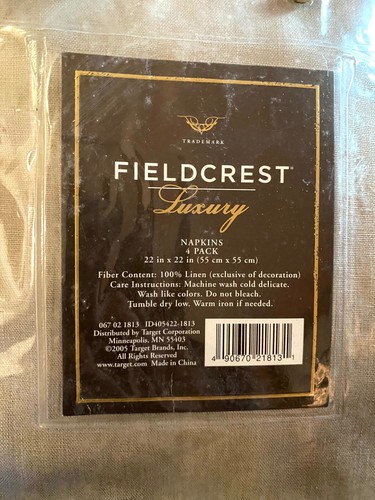 TRADEMARK
FIELDCREST
Luxury
NAPKINS
4 PACK
22 in x 22 in (55 cm x 55 cm)
Fiber Content: 100% Linen (exclusive of decoration)
Care Instructions: Machine wash cold delicate.
Wash like colors. Do not bleach.
Tumble dry low. Warm iron if needed.
067 02 1813 ID405422-1813
Distributed by Target Corporation
Minneapolis, MN 55403
©2005 Target Brands, Inc.
All Rights Reserved
www.target.com Made in China
4 90670 21813 1